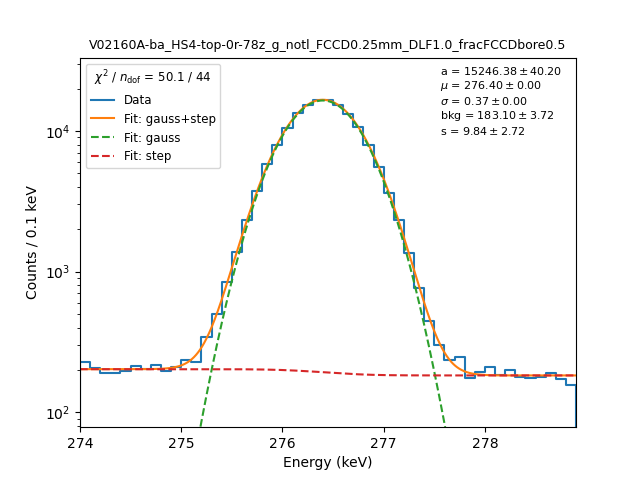 V02160A-ba_HS4-top-0r-78z_g_notl_FCCD0.25mm_DLF1.0_fracFCCDbore0.5
χ² / n_dof = 50.1 / 44
Data
Fit: gauss+step
Fit: gauss
Fit: step
a = 15246.38 ± 40.20
μ = 276.40 ± 0.00
σ = 0.37 ± 0.00
bkg = 183.10 ± 3.72
s = 9.84 ± 2.72
Counts / 0.1 keV
10⁴
10³
10²
274 275 276 277 278
Energy (keV)